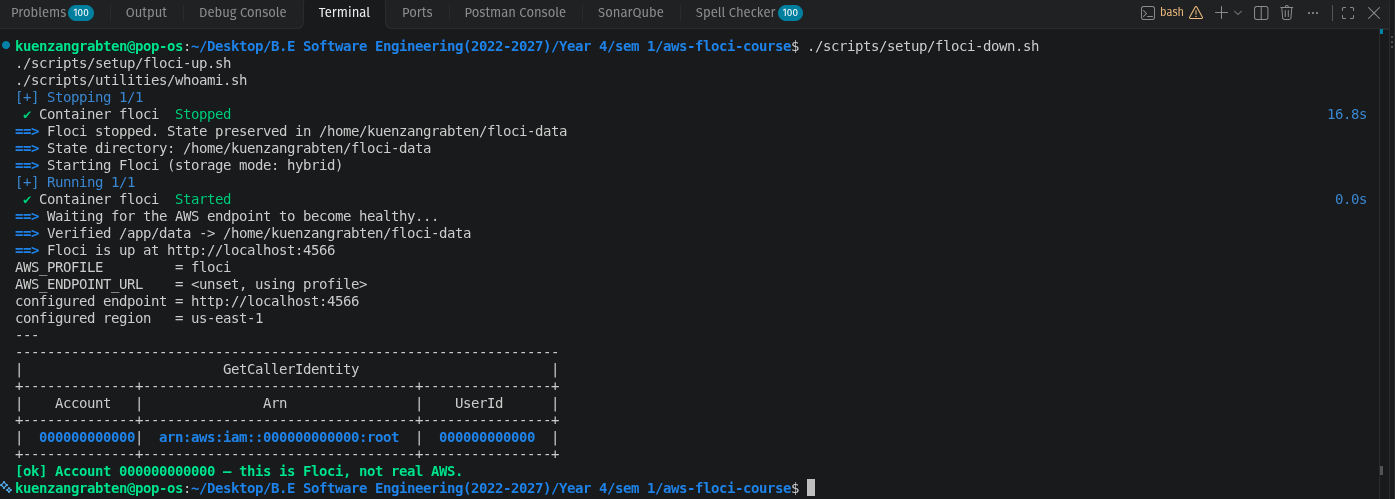 Problems 100 Output Debug Console Terminal Ports Postman Console SonarQube Spell Checker 100 bash
kuenzangrabten@pop-os:~/Desktop/B.E Software Engineering(2022-2027)/Year 4/sem 1/aws-floci-course$ ./scripts/setup/floci-down.sh
./scripts/setup/floci-up.sh
./scripts/utilities/whoami.sh
[+] Stopping 1/1
✔ Container floci  Stopped 16.8s
==> Floci stopped. State preserved in /home/kuenzangrabten/floci-data
==> State directory: /home/kuenzangrabten/floci-data
==> Starting Floci (storage mode: hybrid)
[+] Running 1/1
✔ Container floci  Started 0.0s
==> Waiting for the AWS endpoint to become healthy...
==> Verified /app/data -> /home/kuenzangrabten/floci-data
==> Floci is up at http://localhost:4566
AWS_PROFILE         = floci
AWS_ENDPOINT_URL    = <unset, using profile>
configured endpoint = http://localhost:4566
configured region   = us-east-1
---
--------------------------------------------------------------------
|                         GetCallerIdentity                        |
+--------------+----------------------------------+---------------+
|    Account   |               Arn                |    UserId     |
+--------------+----------------------------------+---------------+
|  000000000000|  arn:aws:iam::000000000000:root  |  000000000000  |
+--------------+----------------------------------+---------------+
[ok] Account 000000000000 — this is Floci, not real AWS.
kuenzangrabten@pop-os:~/Desktop/B.E Software Engineering(2022-2027)/Year 4/sem 1/aws-floci-course$